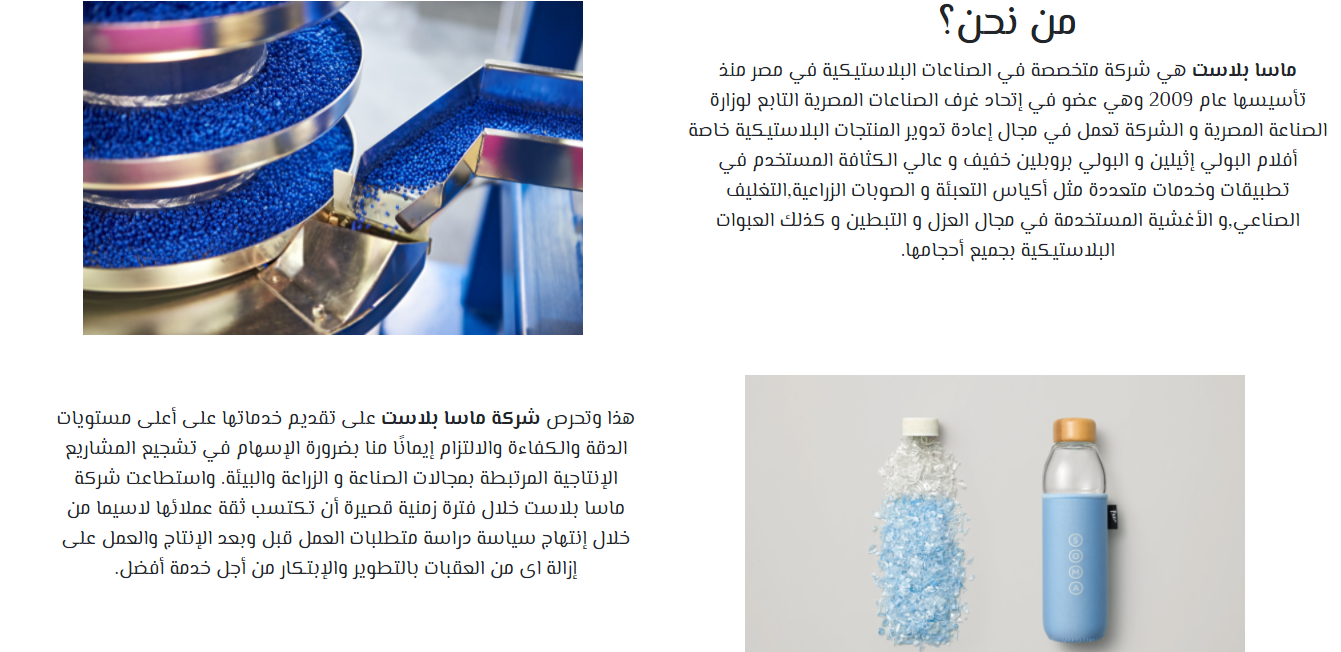 من نحن؟
ماسا بلاست هي شركة متخصصة في الصناعات البلاستيكية في مصر منذ
تأسيسها عام 2009 وهي عضو في إتحاد غرف الصناعات المصرية التابع لوزارة
الصناعة المصرية و الشركة تعمل في مجال إعادة تدوير المنتجات البلاستيكية خاصة
أفلام البولي إثيلين و البولي بروبلين خفيف و عالي الكثافة المستخدم في
تطبيقات وخدمات متعددة مثل أكياس التعبئة و الصوبات الزراعية,التغليف
الصناعي,و الأغشية المستخدمة في مجال العزل و التبطين و كذلك العبوات
البلاستيكية بجميع أحجامها.
هذا وتحرص شركة ماسا بلاست على تقديم خدماتها على أعلى مستويات
الدقة والكفاءة والالتزام إيمانًا منا بضرورة الإسهام في تشجيع المشاريع
الإنتاجية المرتبطة بمجالات الصناعة و الزراعة والبيئة. واستطاعت شركة
ماسا بلاست خلال فترة زمنية قصيرة أن تكتسب ثقة عملائها لاسيما من
خلال إنتهاج سياسة دراسة متطلبات العمل قبل وبعد الإنتاج والعمل على
إزالة اى من العقبات بالتطوير والإبتكار من أجل خدمة أفضل.
S
O
M
A